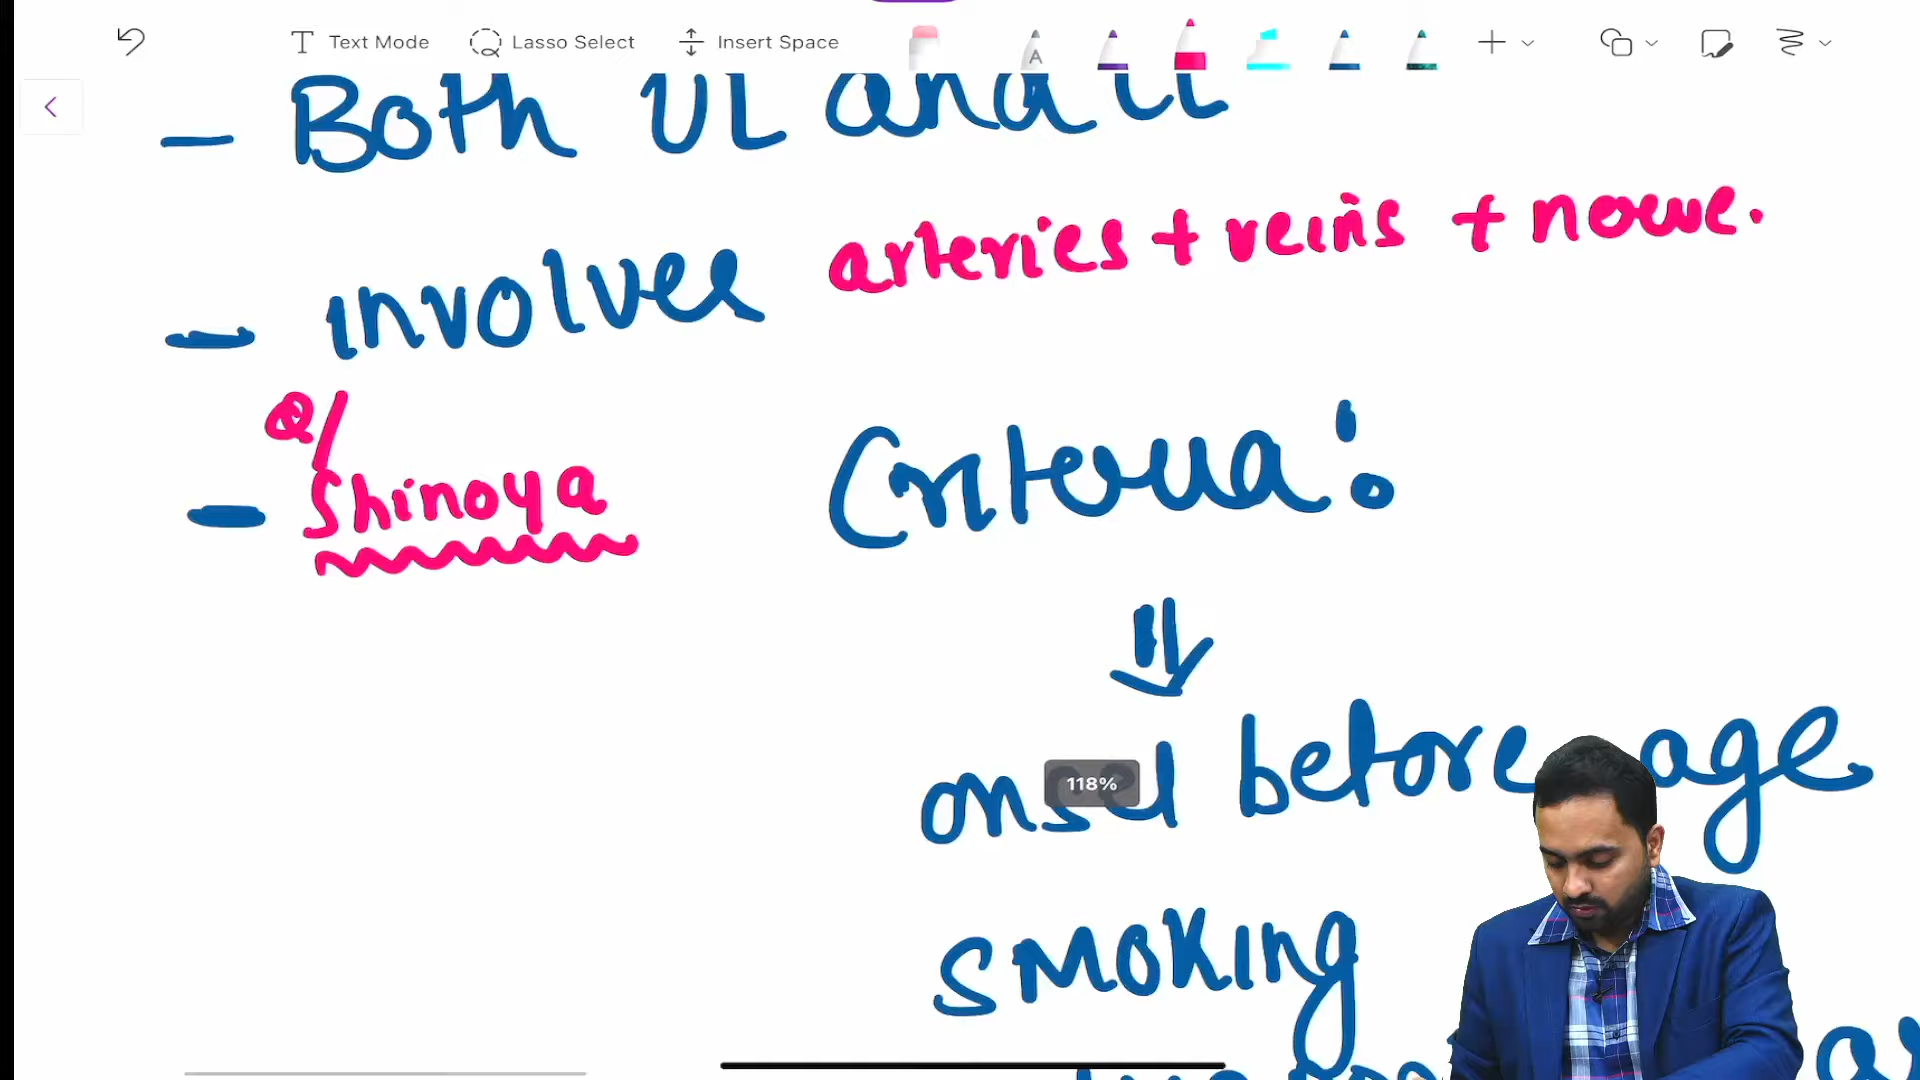 Text Mode Lasso Select Insert Space
A
- Both UL and LL
- involves arteries + veins + nerve.
Q/
- Shinoya Criteria:
118%
onset before age
smoking